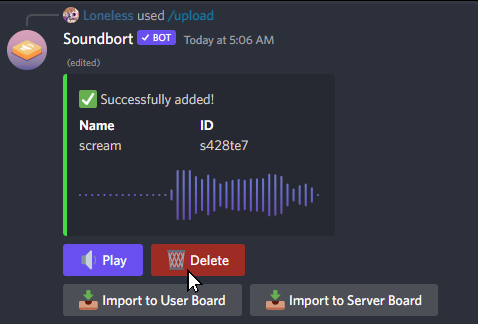 Loneless used /upload
Soundbort ✓ BOT Today at 5:06 AM
(edited)
Successfully added!
Name ID
scream s428te7
Play Delete
Import to User Board Import to Server Board